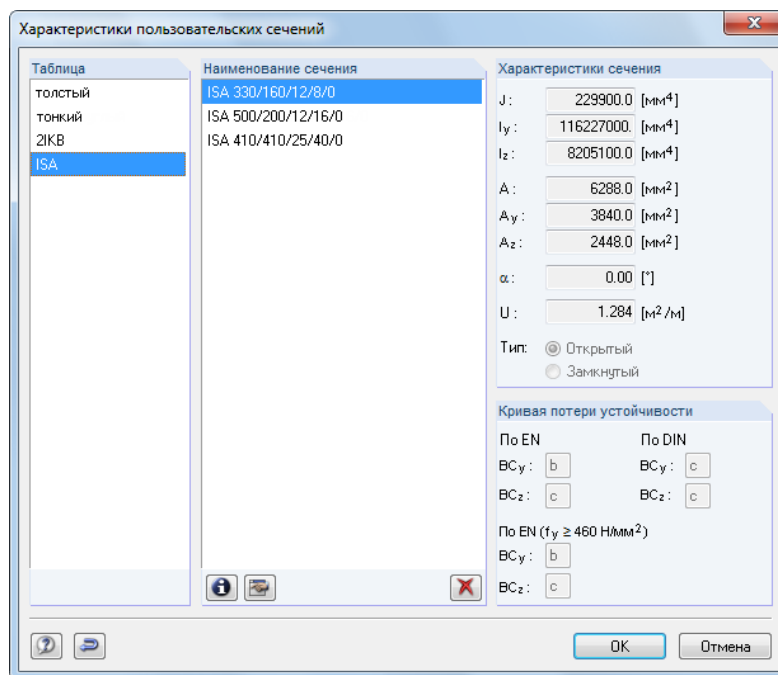 Характеристики пользовательских сечений
Таблица
толстый
тонкий
2IKB
ISA
Наименование сечения
ISA 330/160/12/8/0
ISA 500/200/12/16/0
ISA 410/410/25/40/0
Характеристики сечения
J: 229900.0 [мм4]
Iy: 116227000. [мм4]
Iz: 8205100.0 [мм4]
A: 6288.0 [мм2]
Ay: 3840.0 [мм2]
Az: 2448.0 [мм2]
α: 0.00 [°]
U: 1.284 [м2/м]
Тип: Открытый
Замкнутый
Кривая потери устойчивости
По EN По DIN
BCy: b BCy: c
BCz: c BCz: c
По EN (fy ≥ 460 Н/мм2)
BCy: b
BCz: c
OK Отмена